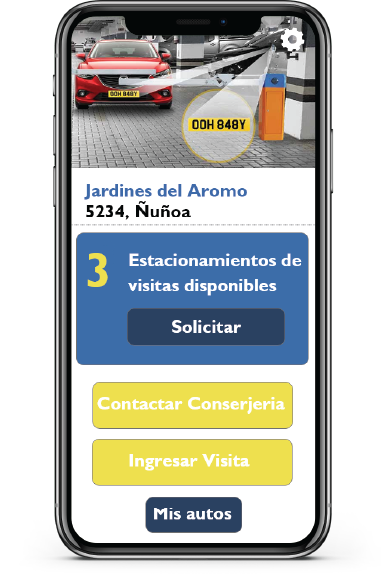 OOH 848Y
OOH 848Y
Jardines del Aromo
5234, Ñuñoa
3
Estacionamientos de
visitas disponibles
Solicitar
Contactar Conserjeria
Ingresar Visita
Mis autos